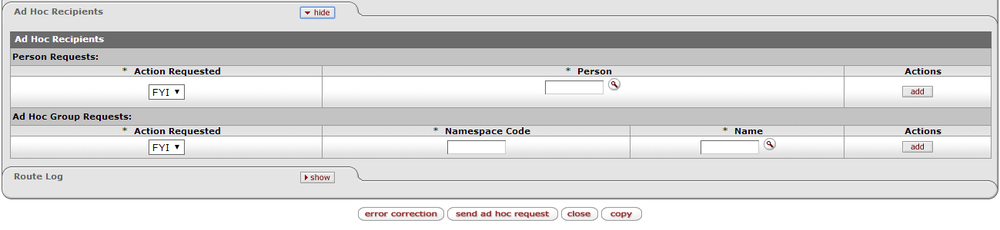 Ad Hoc Recipients hide
Ad Hoc Recipients
Person Requests:
* Action Requested * Person Actions
FYI add
Ad Hoc Group Requests:
* Action Requested * Namespace Code * Name Actions
FYI add
Route Log show
error correction send ad hoc request close copy